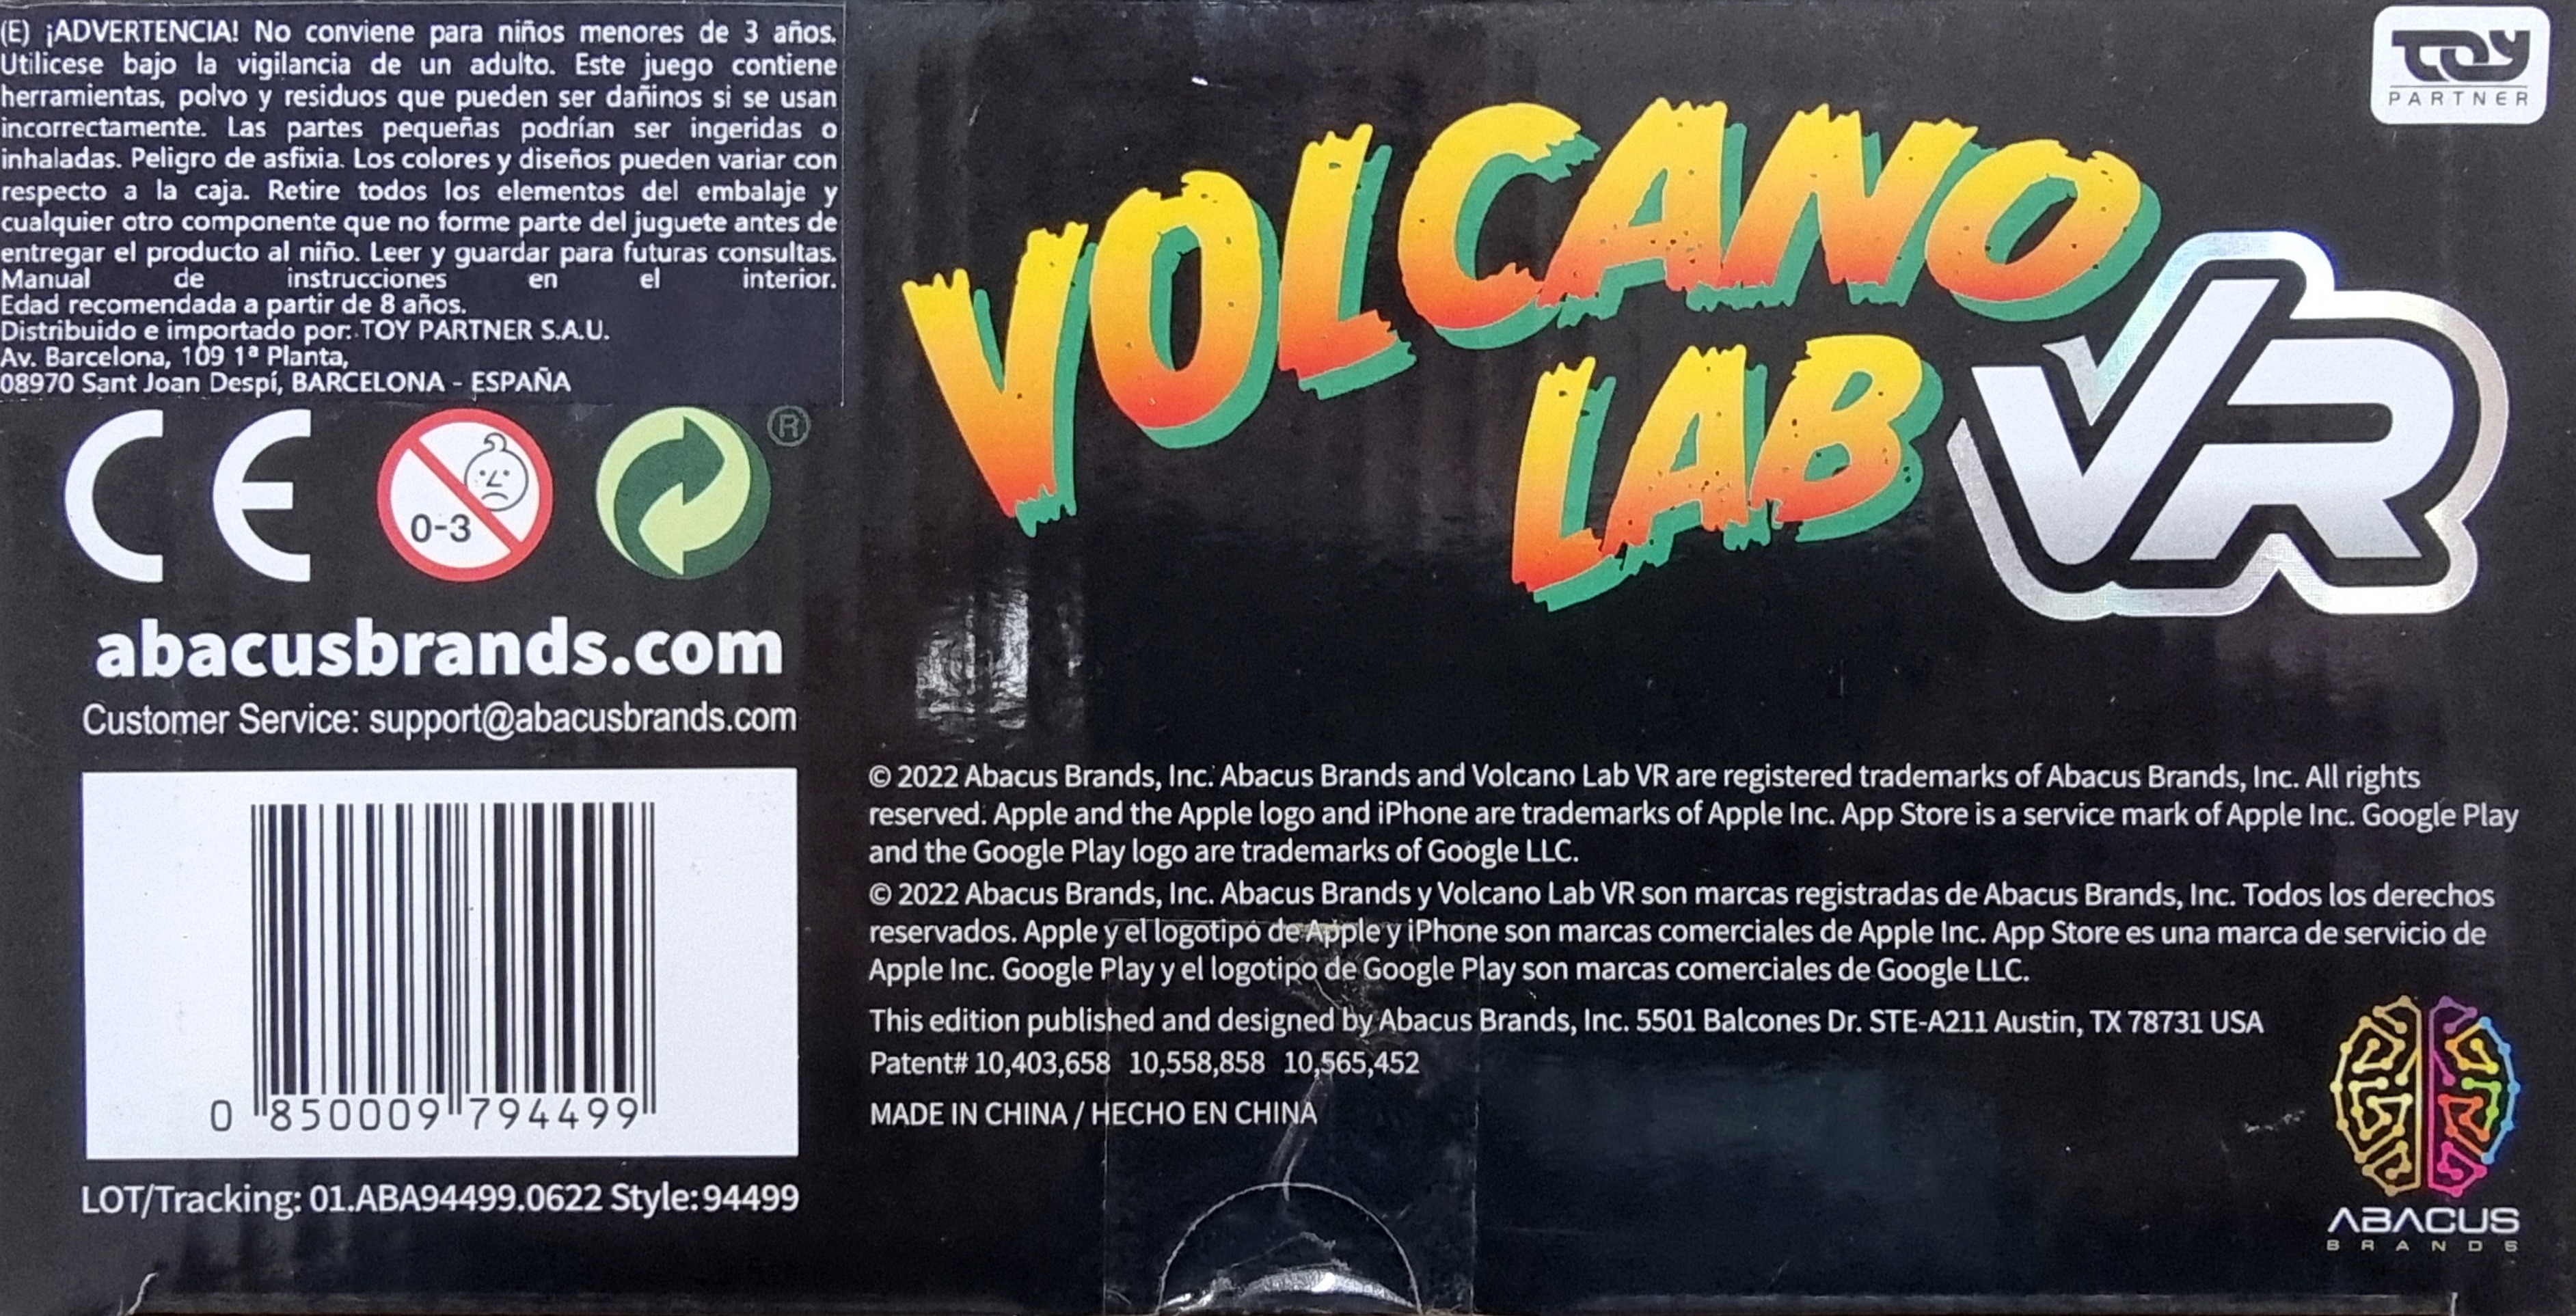 (E) ¡ADVERTENCIA! No conviene para niños menores de 3 años.
Utilicese bajo la vigilancia de un adulto. Este juego contiene
herramientas, polvo y residuos que pueden ser dañinos si se usan
incorrectamente. Las partes pequeñas podrían ser ingeridas o
inhaladas. Peligro de asfixia. Los colores y diseños pueden variar con
respecto a la caja. Retire todos los elementos del embalaje y
cualquier otro componente que no forme parte del juguete antes de
entregar el producto al niño. Leer y guardar para futuras consultas.
Manual de instrucciones en el interior.
Edad recomendada a partir de 8 años.
Distribuido e importado por: TOY PARTNER S.A.U.
Av. Barcelona, 109 1ª Planta,
08970 Sant Joan Despí, BARCELONA - ESPAÑA
CE
0-3
®
abacusbrands.com
Customer Service: support@abacusbrands.com
0 850009 794499
LOT/Tracking: 01.ABA94499.0622 Style:94499
TOY
PARTNER
VOLCANO
LAB
VR
© 2022 Abacus Brands, Inc. Abacus Brands and Volcano Lab VR are registered trademarks of Abacus Brands, Inc. All rights
reserved. Apple and the Apple logo and iPhone are trademarks of Apple Inc. App Store is a service mark of Apple Inc. Google Play
and the Google Play logo are trademarks of Google LLC.
© 2022 Abacus Brands, Inc. Abacus Brands y Volcano Lab VR son marcas registradas de Abacus Brands, Inc. Todos los derechos
reservados. Apple y el logotipo de Apple y iPhone son marcas comerciales de Apple Inc. App Store es una marca de servicio de
Apple Inc. Google Play y el logotipo de Google Play son marcas comerciales de Google LLC.
This edition published and designed by Abacus Brands, Inc. 5501 Balcones Dr. STE-A211 Austin, TX 78731 USA
Patent# 10,403,658 10,558,858 10,565,452
MADE IN CHINA / HECHO EN CHINA
ABACUS
BRANDS